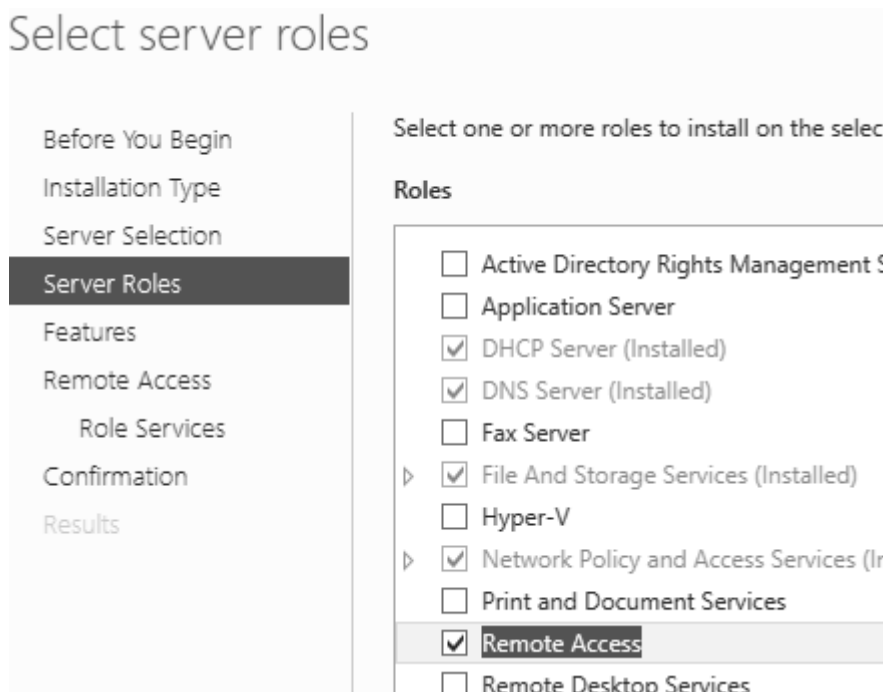 Select server roles
Before You Begin
Installation Type
Server Selection
Server Roles
Features
Remote Access
Role Services
Confirmation
Results
Select one or more roles to install on the selec
Roles
Active Directory Rights Management S
Application Server
DHCP Server (Installed)
DNS Server (Installed)
Fax Server
File And Storage Services (Installed)
Hyper-V
Network Policy and Access Services (In
Print and Document Services
Remote Access
Remote Desktop Services